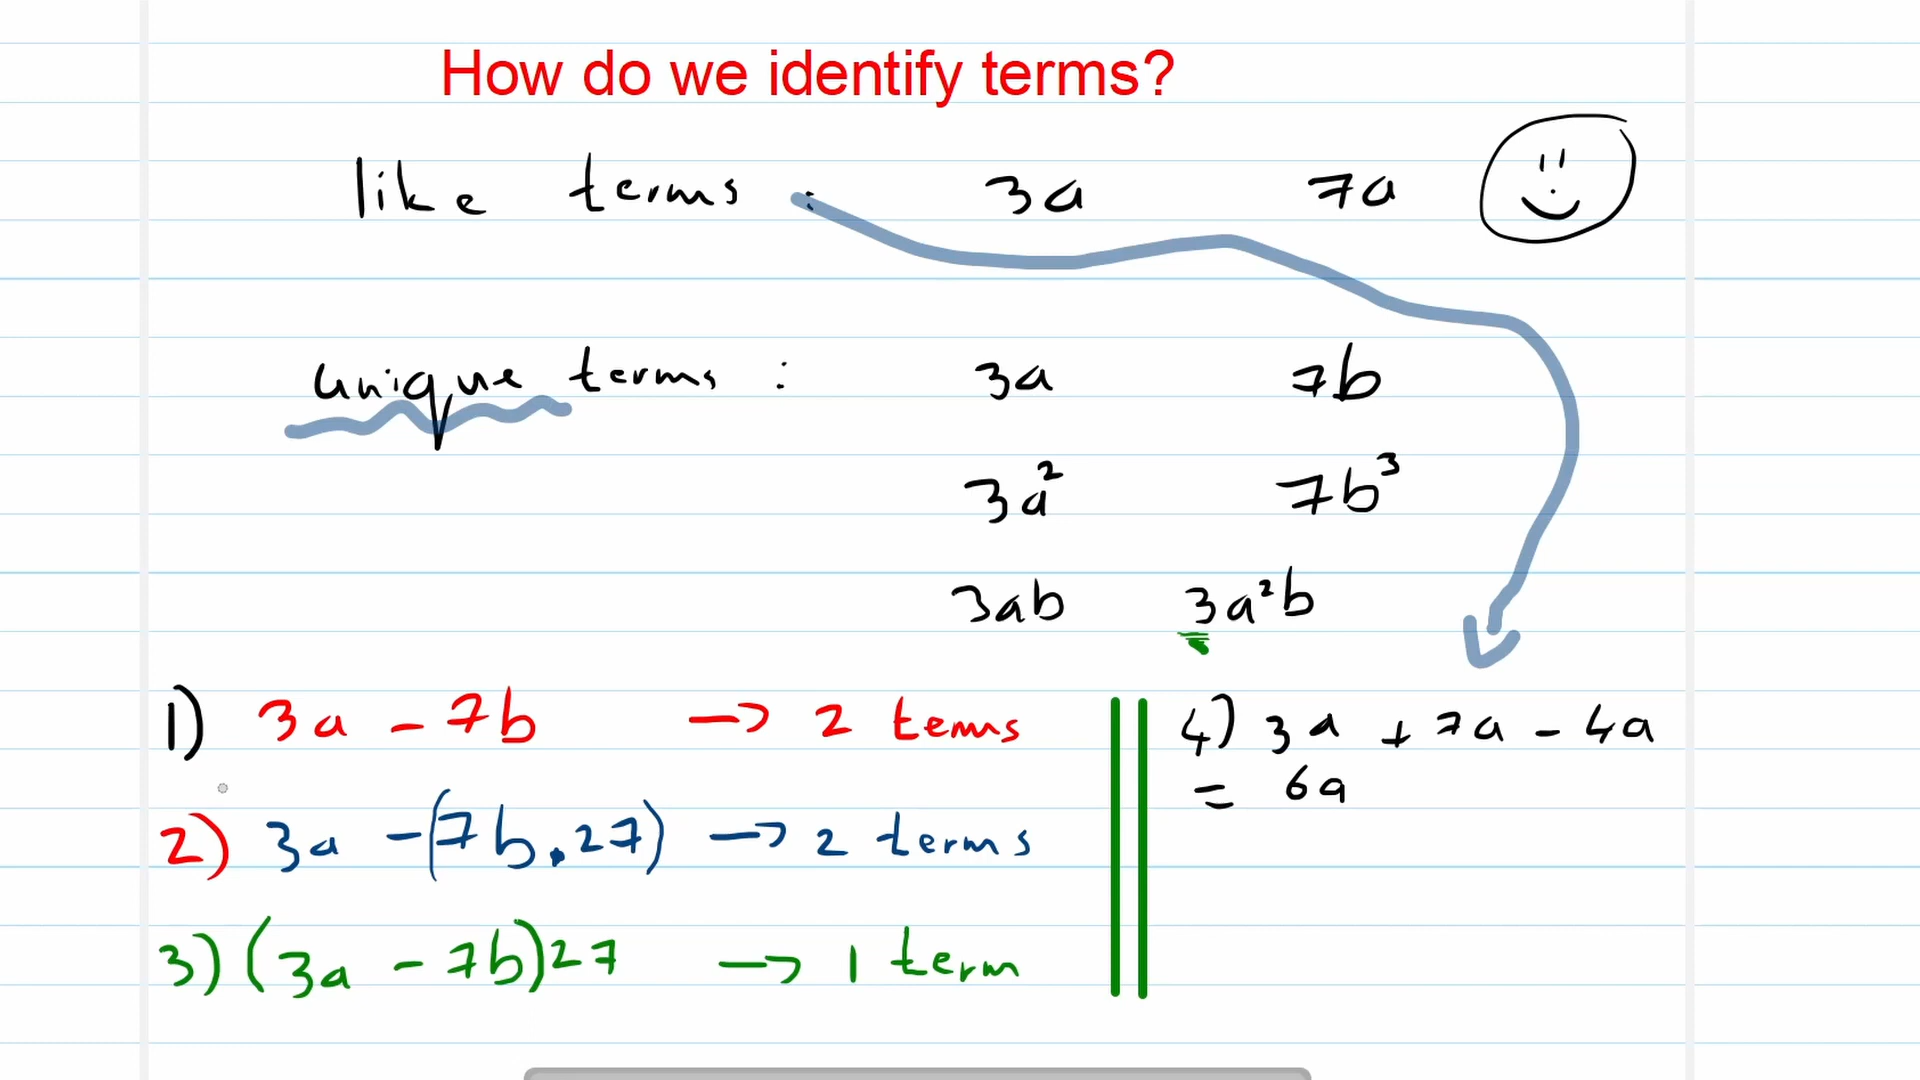 How do we identify terms?
like terms : 3a 7a
unique terms : 3a 7b
3a² 7b³
3ab 3a²b
1) 3a - 7b → 2 tems
2) 3a -(7b.27) → 2 terms
3) (3a - 7b)27 → 1 term
4) 3a + 7a - 4a
= 6a